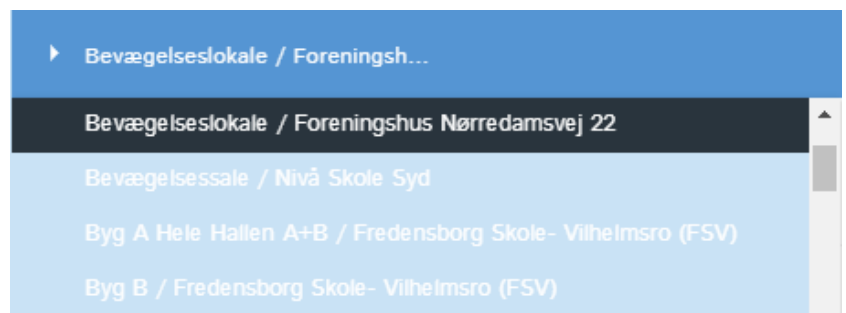 Bevægelseslokale / Foreningsh...
Bevægelseslokale / Foreningshus Nørredamsvej 22
Bevægelsessale / Nivå Skole Syd
Byg A Hele Hallen A+B / Fredensborg Skole- Vilhelmsro (FSV)
Byg B / Fredensborg Skole- Vilhelmsro (FSV)